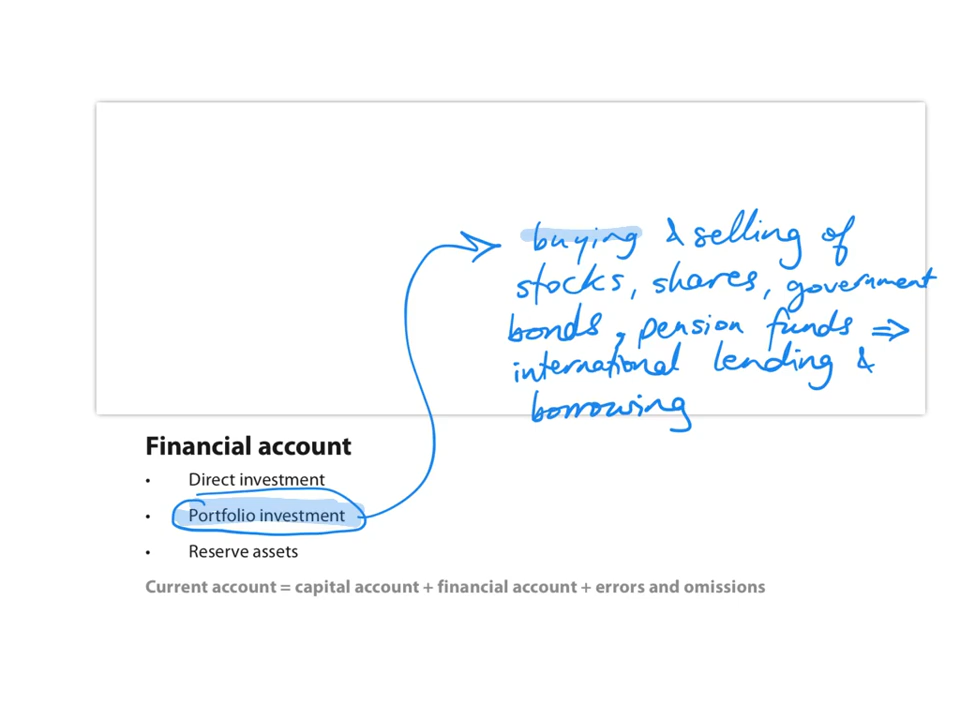 buying & selling of
stocks, shares, government
bonds, pension funds ⇒
international lending &
borrowing
Financial account
• Direct investment
• Portfolio investment
• Reserve assets
Current account = capital account + financial account + errors and omissions